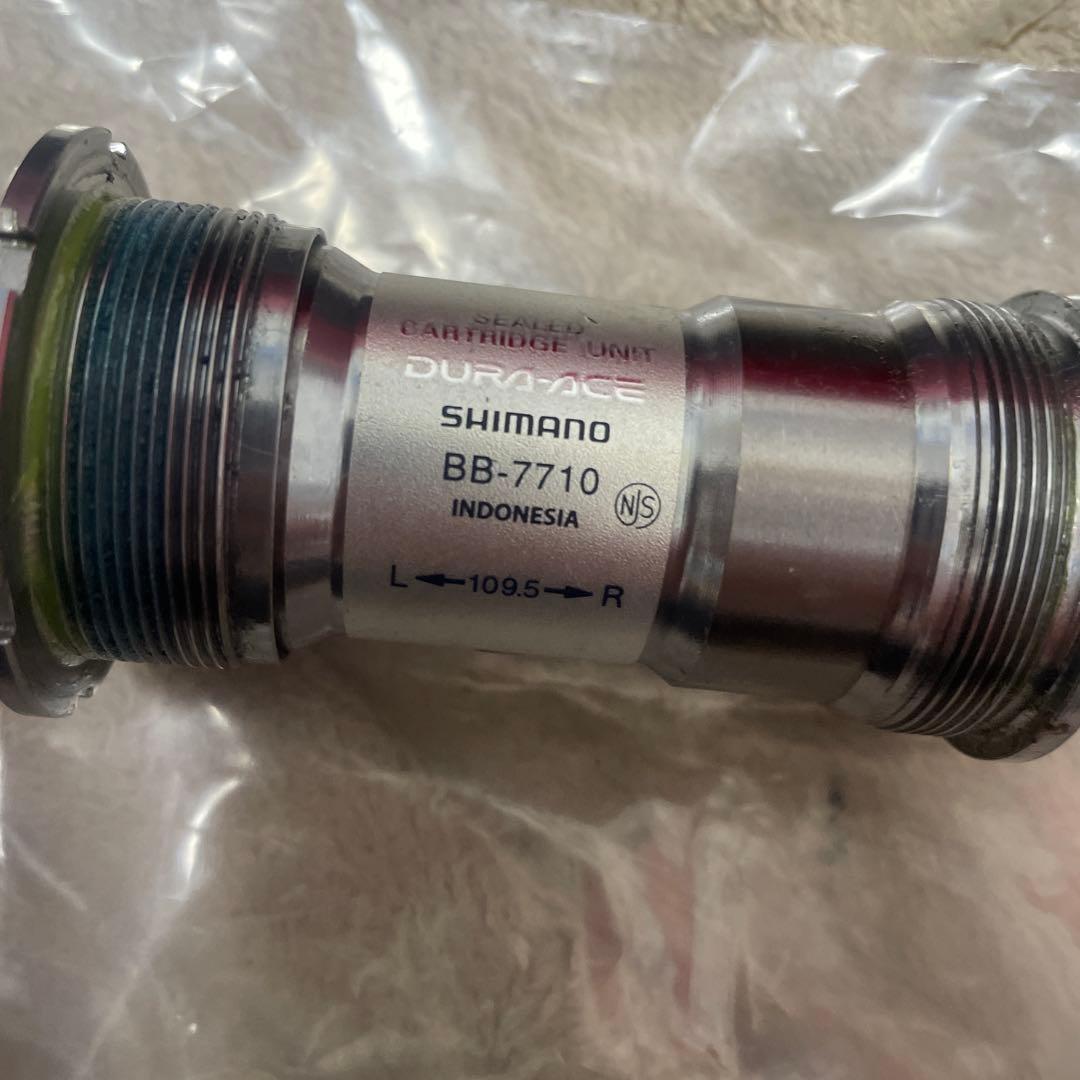 SEALED
CARTRIDGE UNIT
DURA-ACE
SHIMANO
BB-7710
INDONESIA NJS
L ←109.5→ R